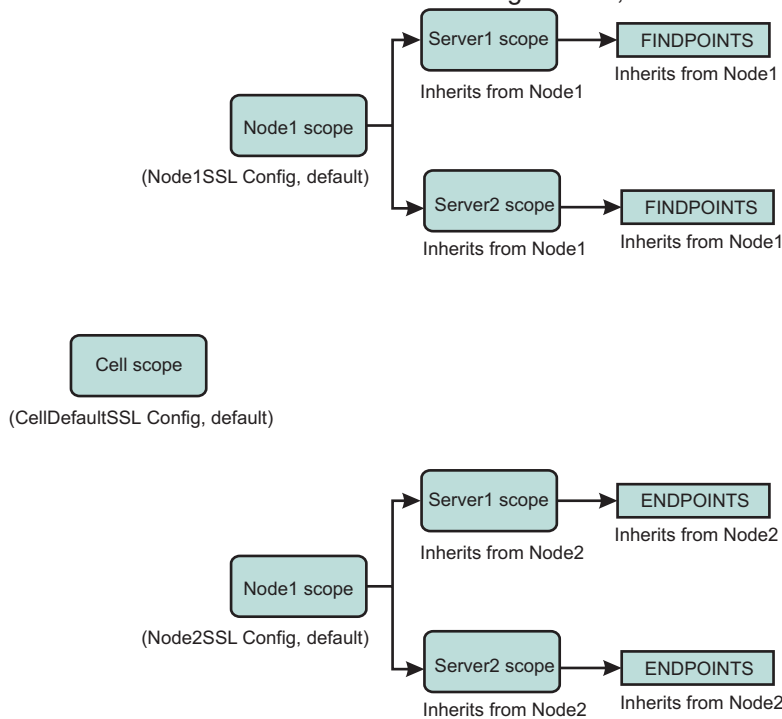 Server1 scope
FINDPOINTS
Inherits from Node1
Inherits from Node1
Node1 scope
(Node1SSL Config, default)
Server2 scope
FINDPOINTS
Inherits from Node1
Inherits from Node1
Cell scope
(CellDefaultSSL Config, default)
Server1 scope
ENDPOINTS
Inherits from Node2
Inherits from Node2
Node1 scope
(Node2SSL Config, default)
Server2 scope
ENDPOINTS
Inherits from Node2
Inherits from Node2